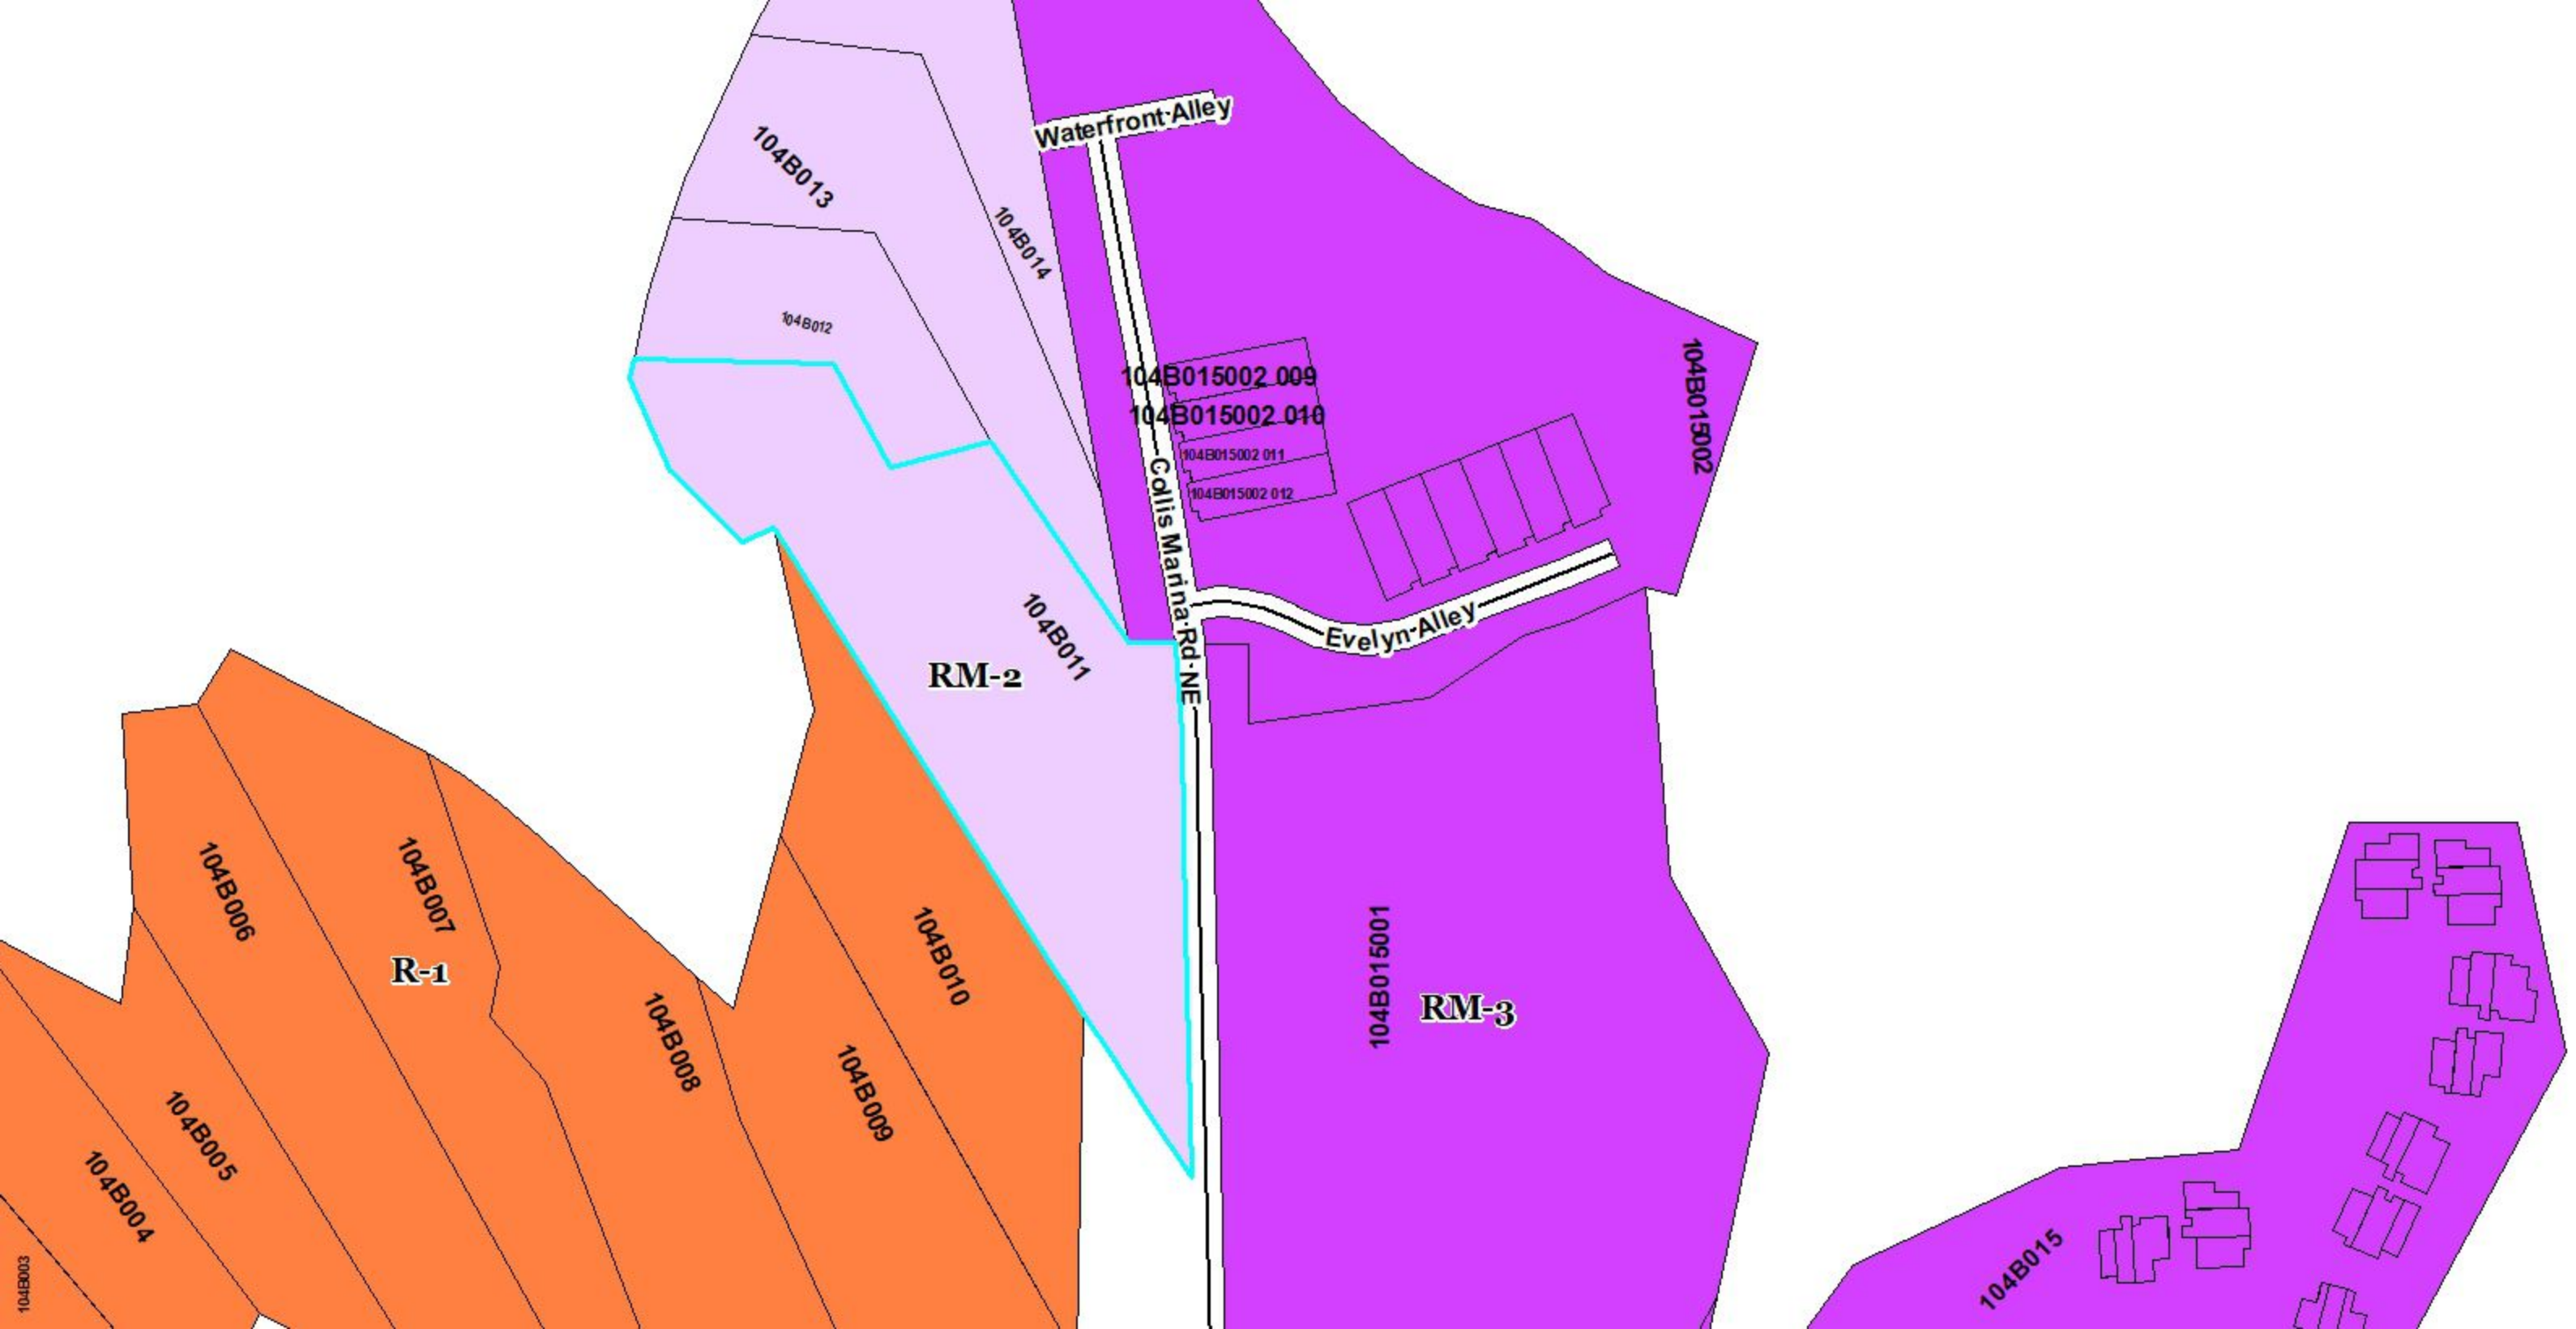 Waterfront Alley
104B013
104B014
104B012
104B015002 009
104B015002 010
104B015002 011
104B015002 012
104B015002
Collis Marina Rd NE
Evelyn Alley
104B011
RM-2
104B006
104B007
R-1
104B010
104B008
104B009
104B005
104B004
104B003
104B015001
RM-3
104B015